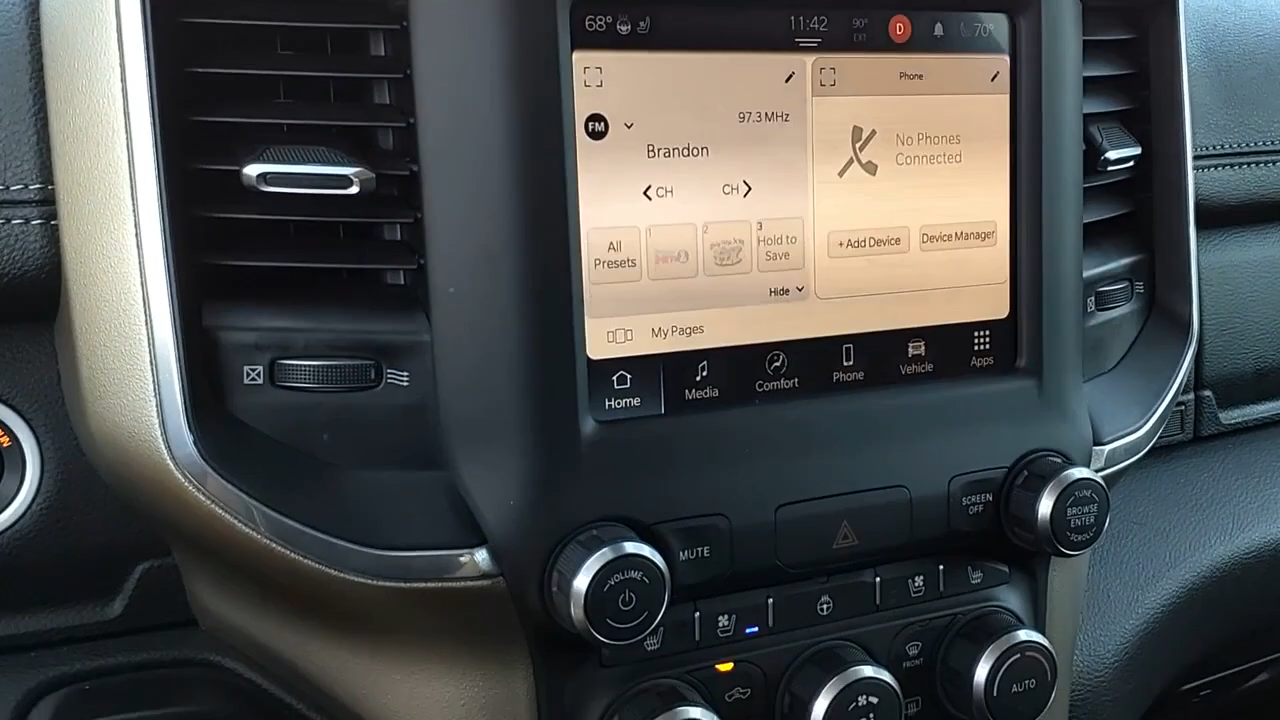 68°
11:42
90°
EXT
D
70°
FM
97.3 MHz
Brandon
CH
CH
All
Presets
1
2
3
Hold to
Save
Hide
My Pages
Phone
No Phones
Connected
+ Add Device
Device Manager
Home
Media
Comfort
Phone
Vehicle
Apps
RUN
VOLUME
MUTE
SCREEN
OFF
TUNE
BROWSE
ENTER
SCROLL
FRONT
AUTO